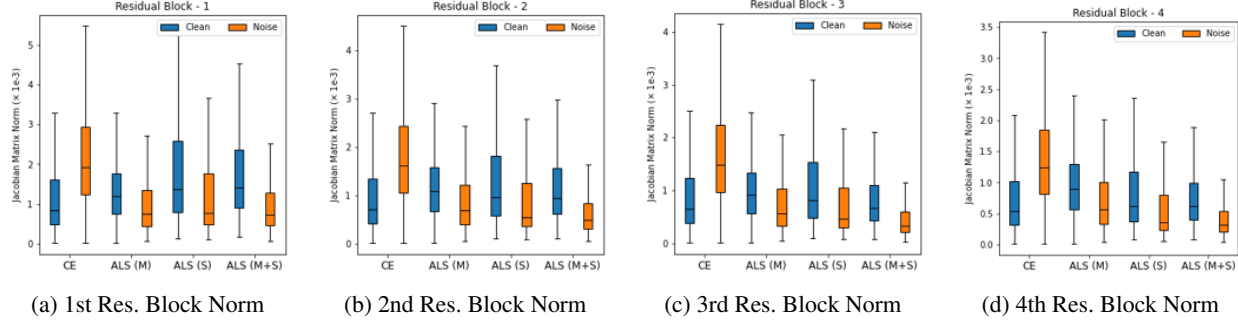 Residual Block - 1
Clean Noise
Jacobian Matrix Norm (× 1e-3)
5
4
3
2
1
0
CE ALS (M) ALS (S) ALS (M+S)
(a) 1st Res. Block Norm
Residual Block - 2
Clean Noise
Jacobian Matrix Norm (× 1e-3)
5
4
3
2
1
0
CE ALS (M) ALS (S) ALS (M+S)
(b) 2nd Res. Block Norm
Residual Block - 3
Clean Noise
Jacobian Matrix Norm (× 1e-3)
4
3
2
1
0
CE ALS (M) ALS (S) ALS (M+S)
(c) 3rd Res. Block Norm
Residual Block - 4
Clean Noise
Jacobian Matrix Norm (× 1e-3)
3.5
3.0
2.5
2.0
1.5
1.0
0.5
0.0
CE ALS (M) ALS (S) ALS (M+S)
(d) 4th Res. Block Norm